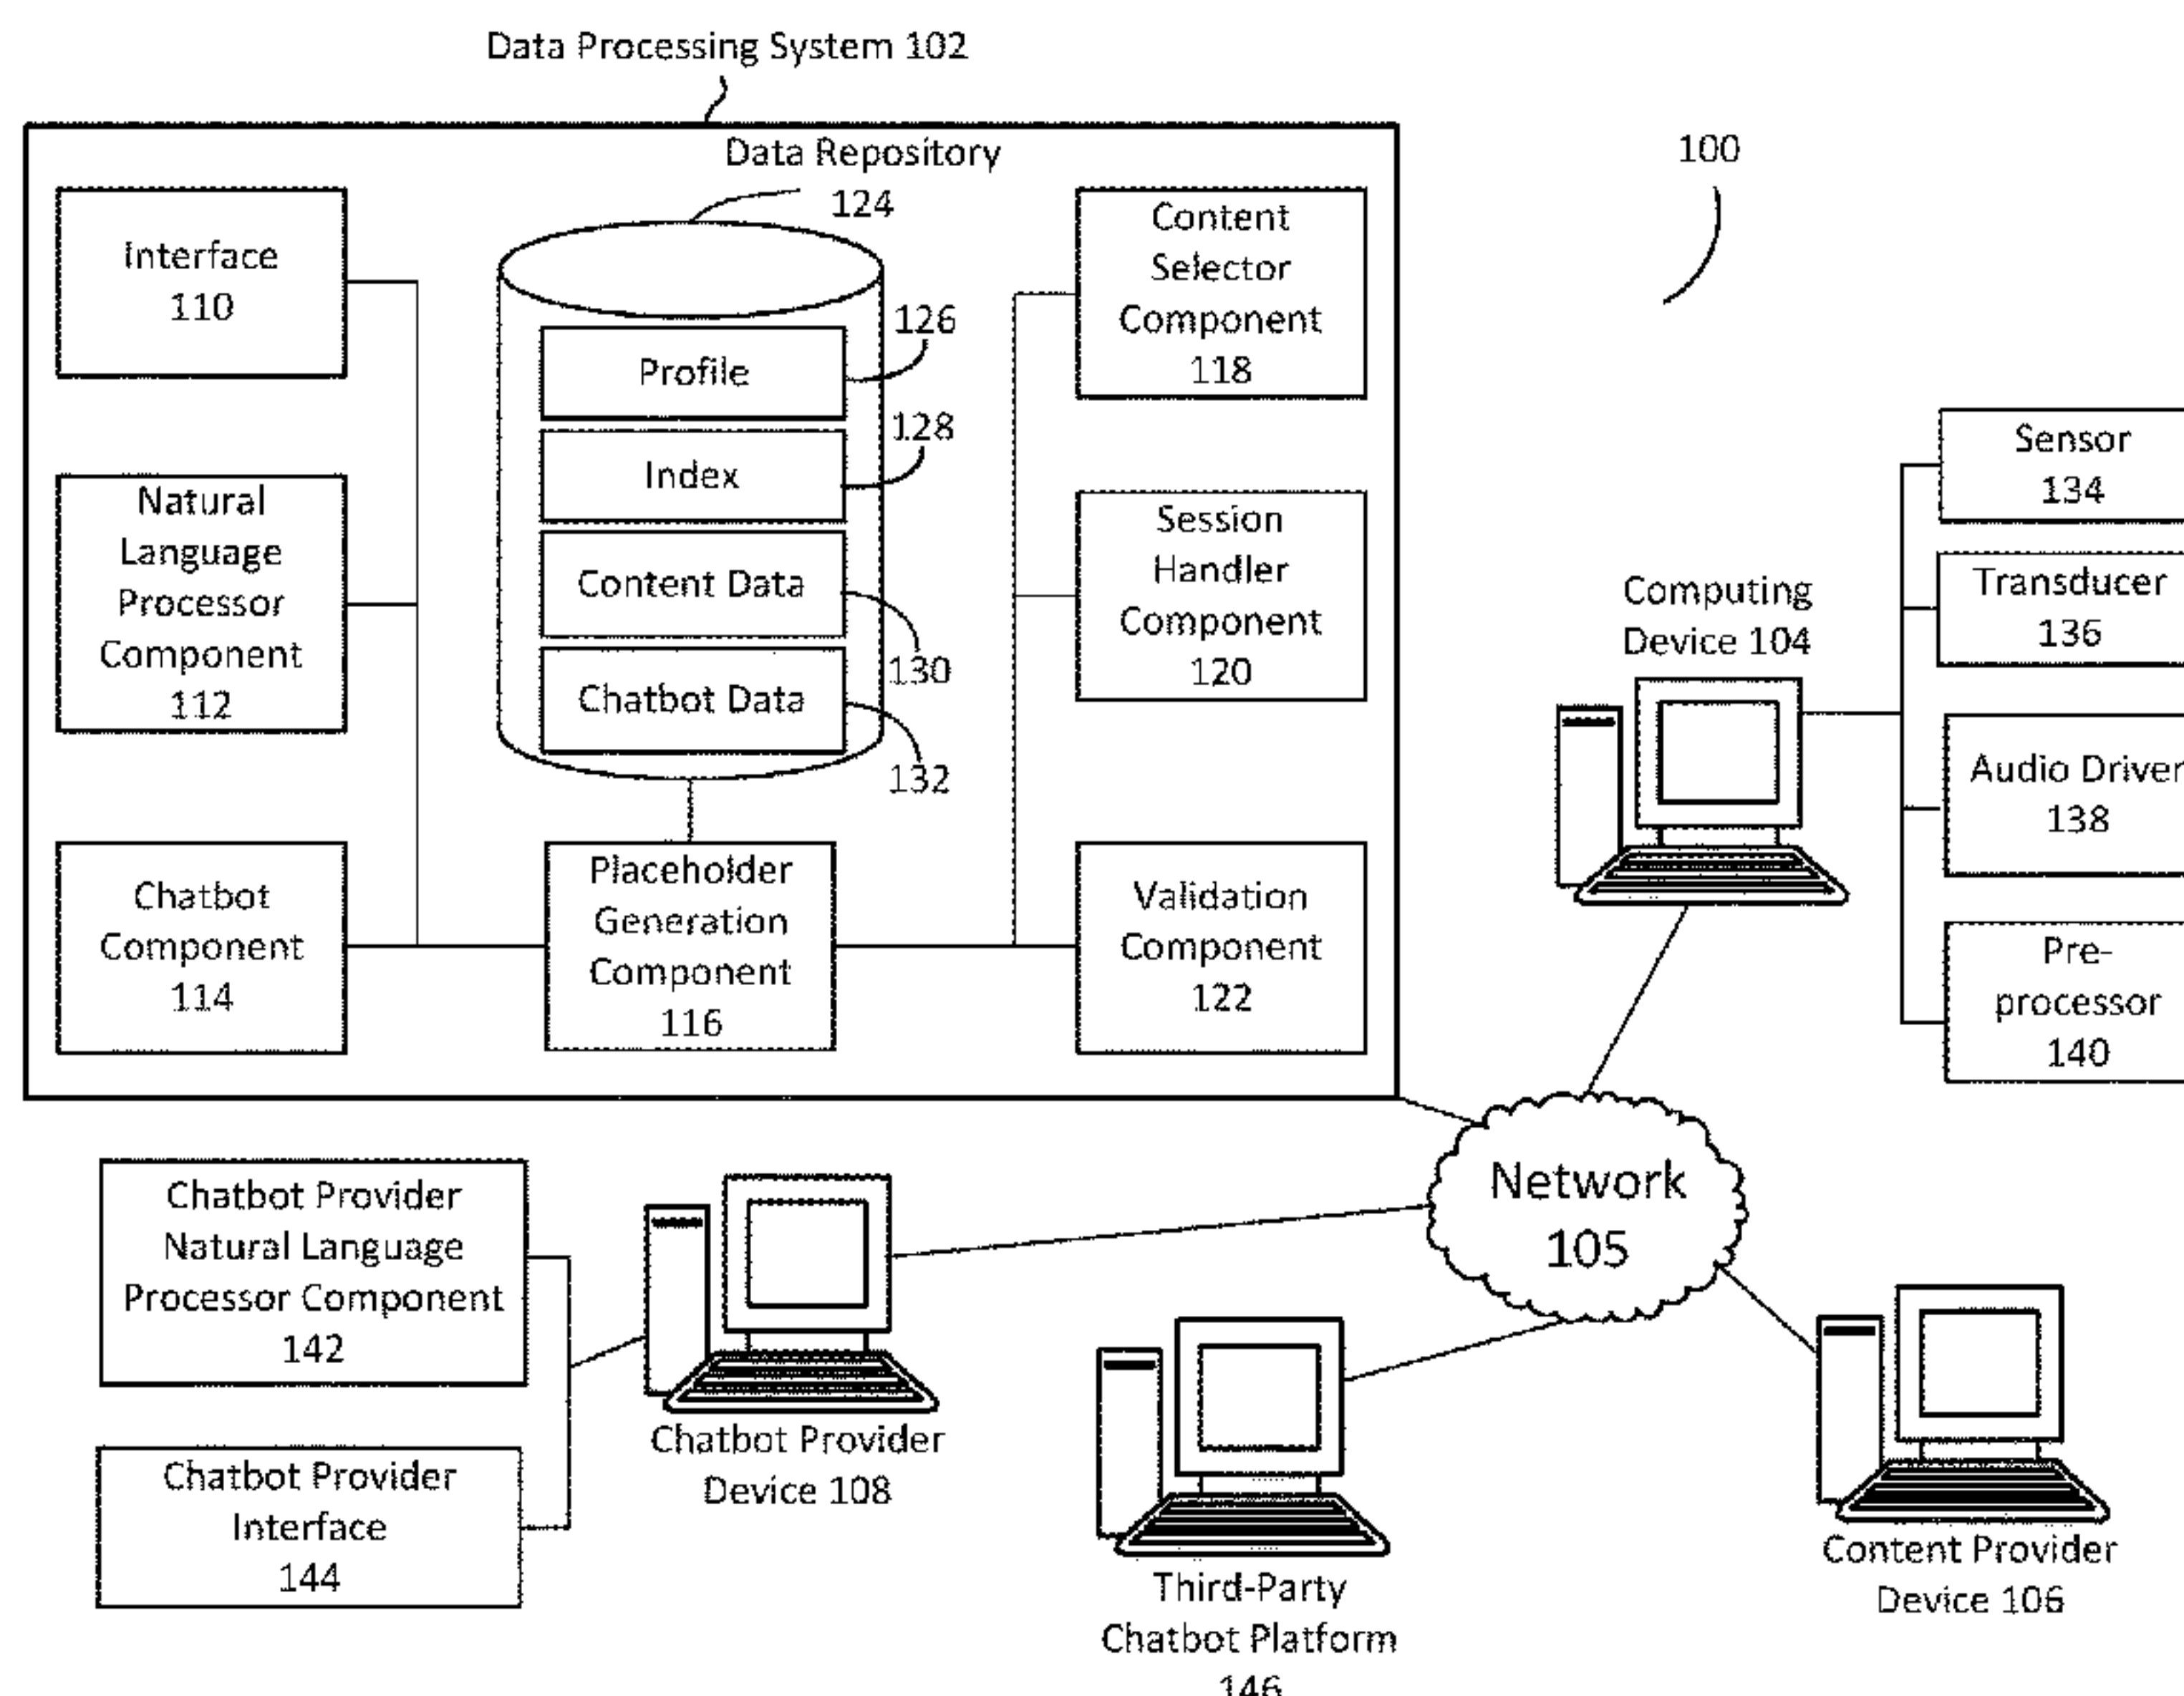 Data Processing System 102
Data Repository
124
100
Interface
110
Natural
Language
Processor
Component
112
Chatbot
Component
114
Profile
126
Index
128
Content Data
130
Chatbot Data
132
Placeholder
Generation
Component
116
Content
Selector
Component
118
Session
Handler
Component
120
Validation
Component
122
Computing
Device 104
Sensor
134
Transducer
136
Audio Driver
138
Pre-
processor
140
Network
105
Chatbot Provider
Natural Language
Processor Component
142
Chatbot Provider
Interface
144
Chatbot Provider
Device 108
Third-Party
Chatbot Platform
146
Content Provider
Device 106